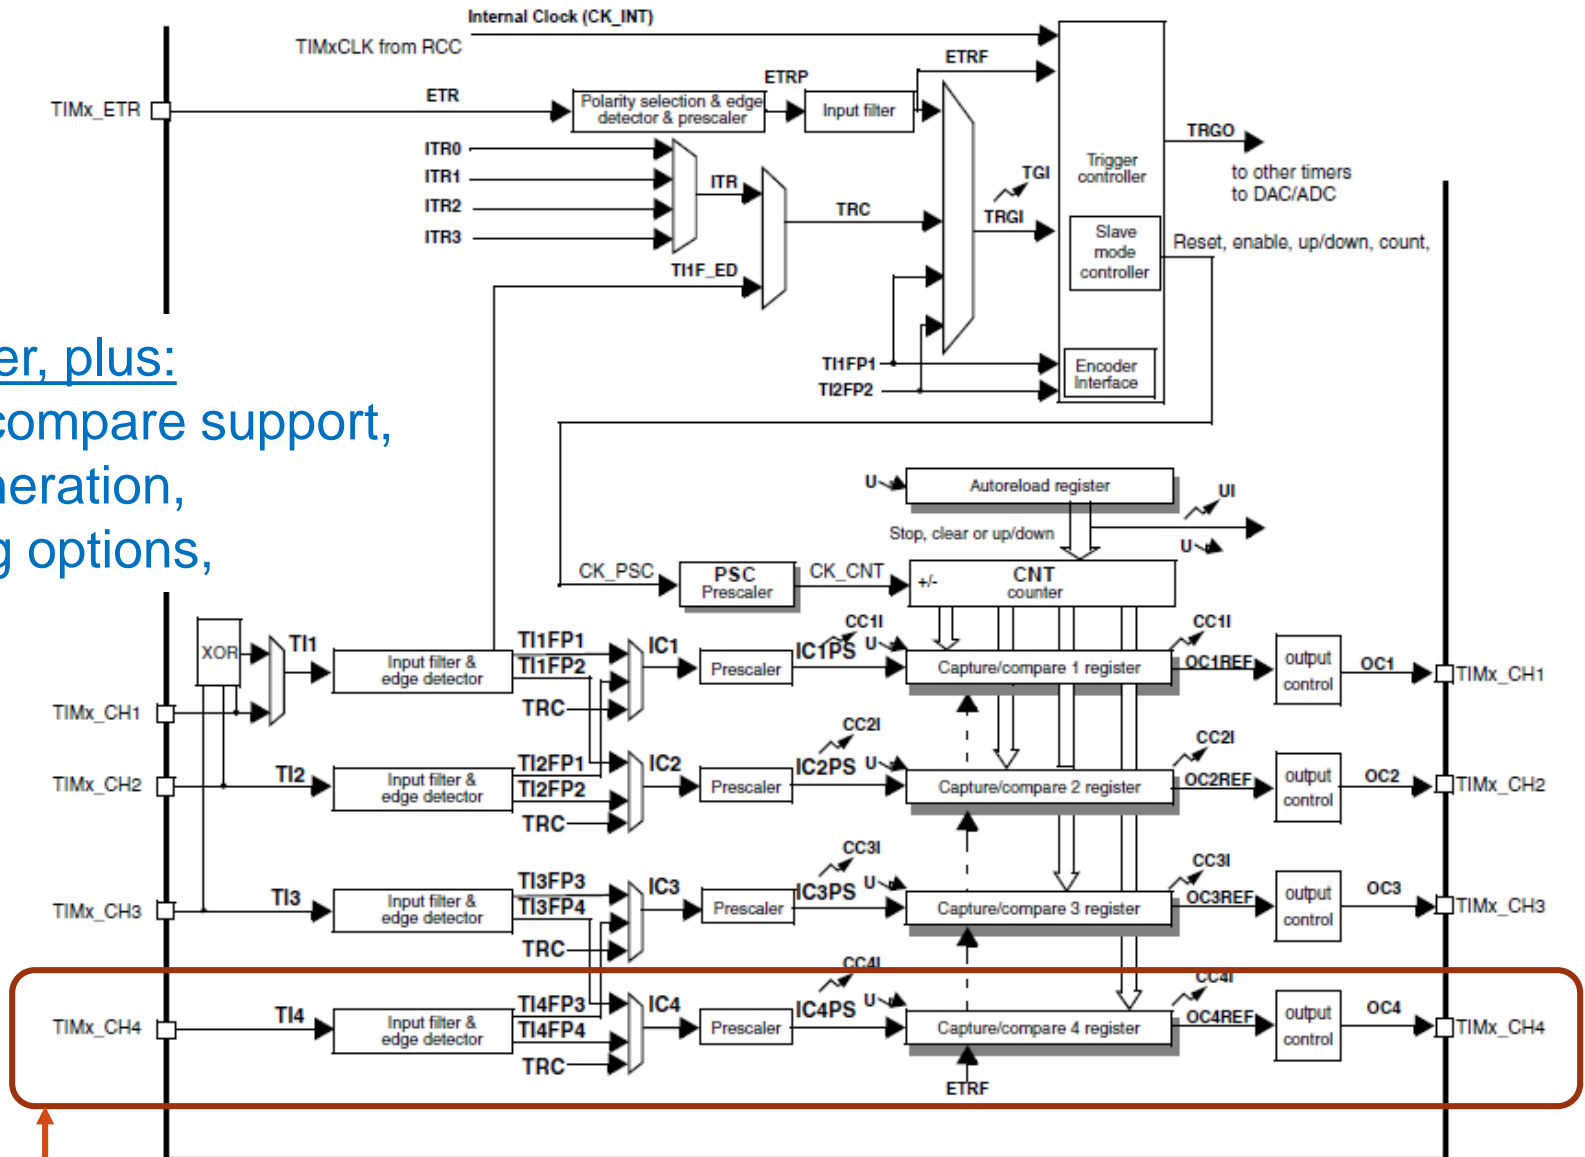 Internal Clock (CK_INT)
TIMxCLK from RCC
ETRF
ETRP
TIMx_ETR
ETR
Polarity selection & edge
detector & prescaler
Input filter
TRGO
to other timers
to DAC/ADC
ITR0
ITR1
ITR2
ITR3
ITR
TRC
TI1F_ED
TGI
TRGI
Trigger
controller
Slave
mode
controller
Reset, enable, up/down, count,
TI1FP1
TI2FP2
Encoder
Interface
er, plus:
compare support,
neration,
g options,
U
Autoreload register
UI
Stop, clear or up/down
U
CK_PSC
PSC
Prescaler
CK_CNT
+/-
CNT
counter
XOR
TI1
Input filter &
edge detector
TI1FP1
TI1FP2
TRC
IC1
Prescaler
IC1PS
CC1I
U
Capture/compare 1 register
CC1I
OC1REF
output
control
OC1
TIMx_CH1
TIMx_CH1
TIMx_CH2
TI2
Input filter &
edge detector
TI2FP1
TI2FP2
TRC
IC2
Prescaler
IC2PS
CC2I
U
Capture/compare 2 register
CC2I
OC2REF
output
control
OC2
TIMx_CH2
TIMx_CH3
TI3
Input filter &
edge detector
TI3FP3
TI3FP4
TRC
IC3
Prescaler
IC3PS
CC3I
U
Capture/compare 3 register
CC3I
OC3REF
output
control
OC3
TIMx_CH3
TIMx_CH4
TI4
Input filter &
edge detector
TI4FP3
TI4FP4
TRC
IC4
Prescaler
IC4PS
CC4I
U
Capture/compare 4 register
CC4I
OC4REF
output
control
OC4
TIMx_CH4
ETRF